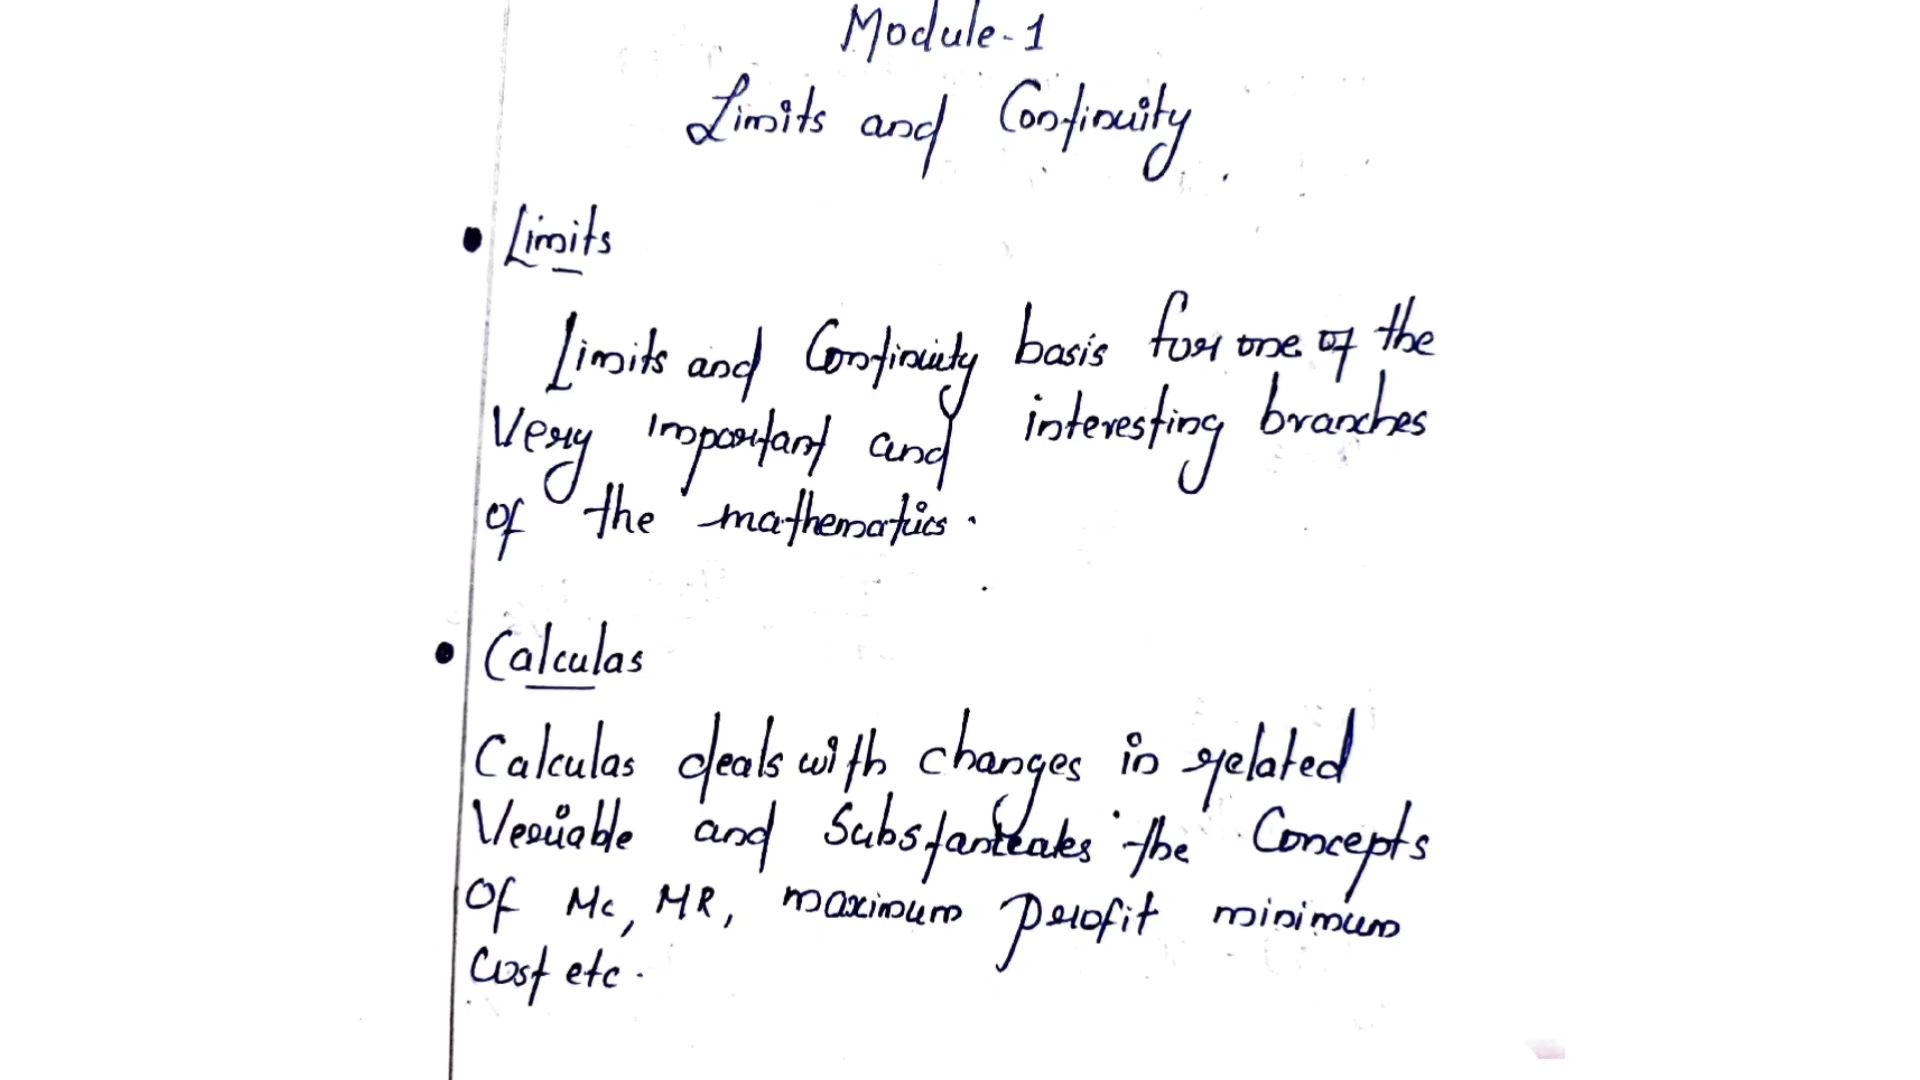 Module-1
Limits and Continuity
• Limits
Limits and Continuity basis for one of the
Very important and interesting branches
of the mathematics.
• Calculas
Calculas deals with changes in related
Veriable and Substanteates the Concepts
Of Mc, MR, maximum profit minimum
Cost etc.